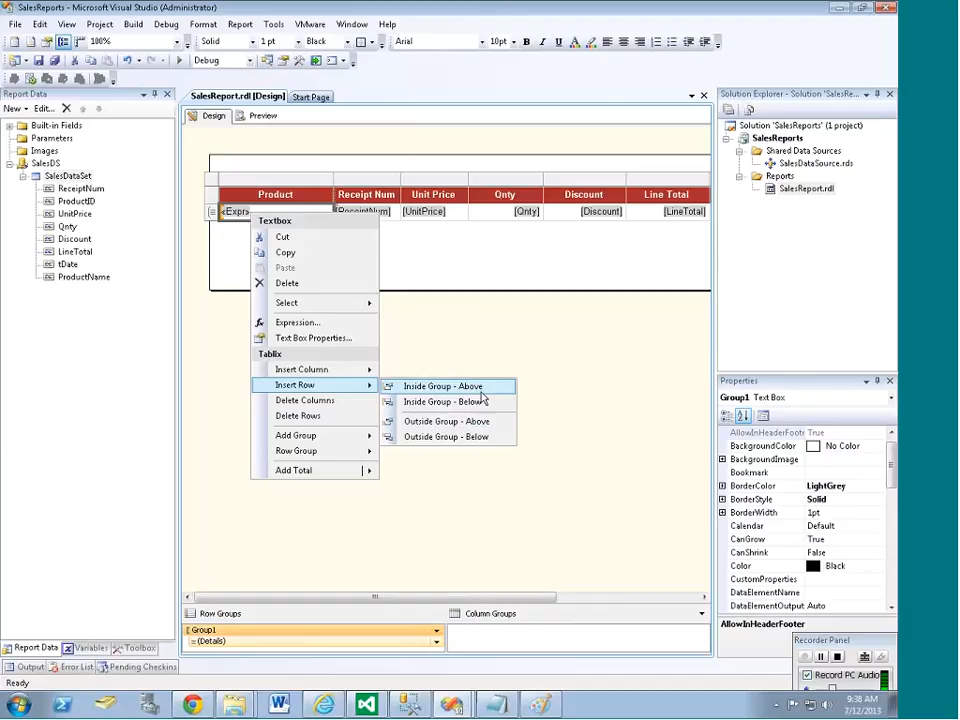 SalesReports - Microsoft Visual Studio (Administrator)
File Edit View Project Build Debug Format Report Tools VMware Window Help
100% Solid 1 pt Black Arial 10pt B I U A
Debug
Report Data
New Edit...
Built-in Fields
Parameters
Images
SalesDS
SalesDataSet
ReceiptNum
ProductID
UnitPrice
Qnty
Discount
LineTotal
tDate
ProductName
SalesReport.rdl [Design] Start Page
Design Preview
Product Receipt Num Unit Price Qnty Discount Line Total
«Expr» [ReceiptNum] [UnitPrice] [Qnty] [Discount] [LineTotal]
Textbox
Cut
Copy
Paste
Delete
Select
Expression...
Text Box Properties...
Tablix
Insert Column
Insert Row
Delete Columns
Delete Rows
Add Group
Row Group
Add Total
Inside Group - Above
Inside Group - Below
Outside Group - Above
Outside Group - Below
Row Groups Column Groups
[ Group1
(Details)
Solution Explorer - Solution 'SalesRe...
Solution 'SalesReports' (1 project)
SalesReports
Shared Data Sources
SalesDataSource.rds
Reports
SalesReport.rdl
Properties
Group1 Text Box
AllowInHeaderFoote True
BackgroundColor No Color
BackgroundImage
Bookmark
BorderColor LightGrey
BorderStyle Solid
BorderWidth 1pt
Calendar Default
CanGrow True
CanShrink False
Color Black
CustomProperties
DataElementName
DataElementOutput Auto
AllowInHeaderFooter
Recorder Panel
Record PC Audio
Report Data Variables Toolbox
Output Error List Pending Checkins
Ready
9:38 AM
7/12/2013